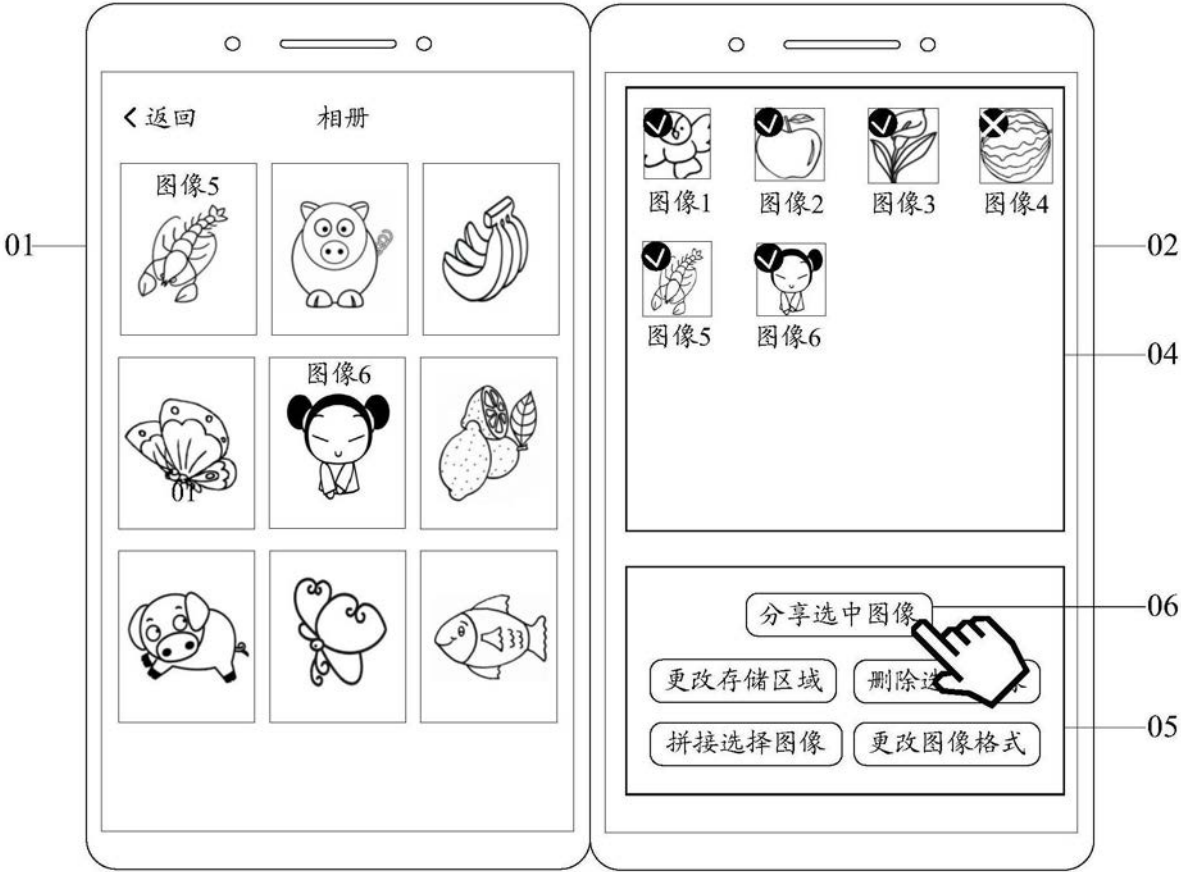 返回
相册
图像5
图像6
01
01
图像1
图像2
图像3
图像4
图像5
图像6
02
04
分享选中图像
06
更改存储区域
删除选
拼接选择图像
更改图像格式
05